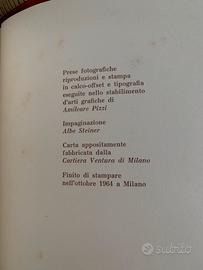 Prese fotografiche
riproduzioni e stampa
in calco-offset e tipografia
eseguite nello stabilimento
d'arti grafiche di
Amilcare Pizzi
Impaginazione
Albe Steiner
Carta appositamente
fabbricata dalla
Cartiera Ventura di Milano
Finito di stampare
nell'ottobre 1964 a Milano
subito